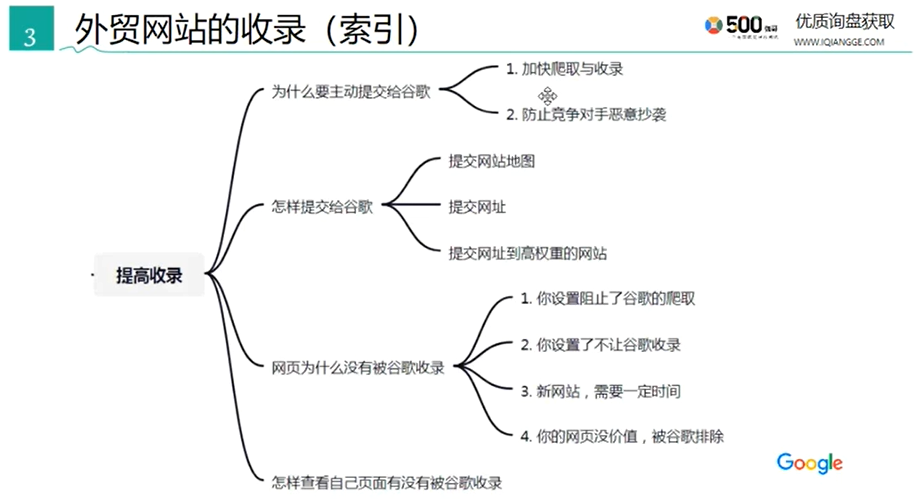 3
外贸网站的收录（索引）
500强哥
优质询盘获取
WWW.IQIANGGE.COM
提高收录
为什么要主动提交给谷歌
1. 加快爬取与收录
2. 防止竞争对手恶意抄袭
怎样提交给谷歌
提交网站地图
提交网址
提交网址到高权重的网站
网页为什么没有被谷歌收录
1. 你设置阻止了谷歌的爬取
2. 你设置了不让谷歌收录
3. 新网站，需要一定时间
4. 你的网页没价值，被谷歌排除
怎样查看自己页面有没有被谷歌收录
Google